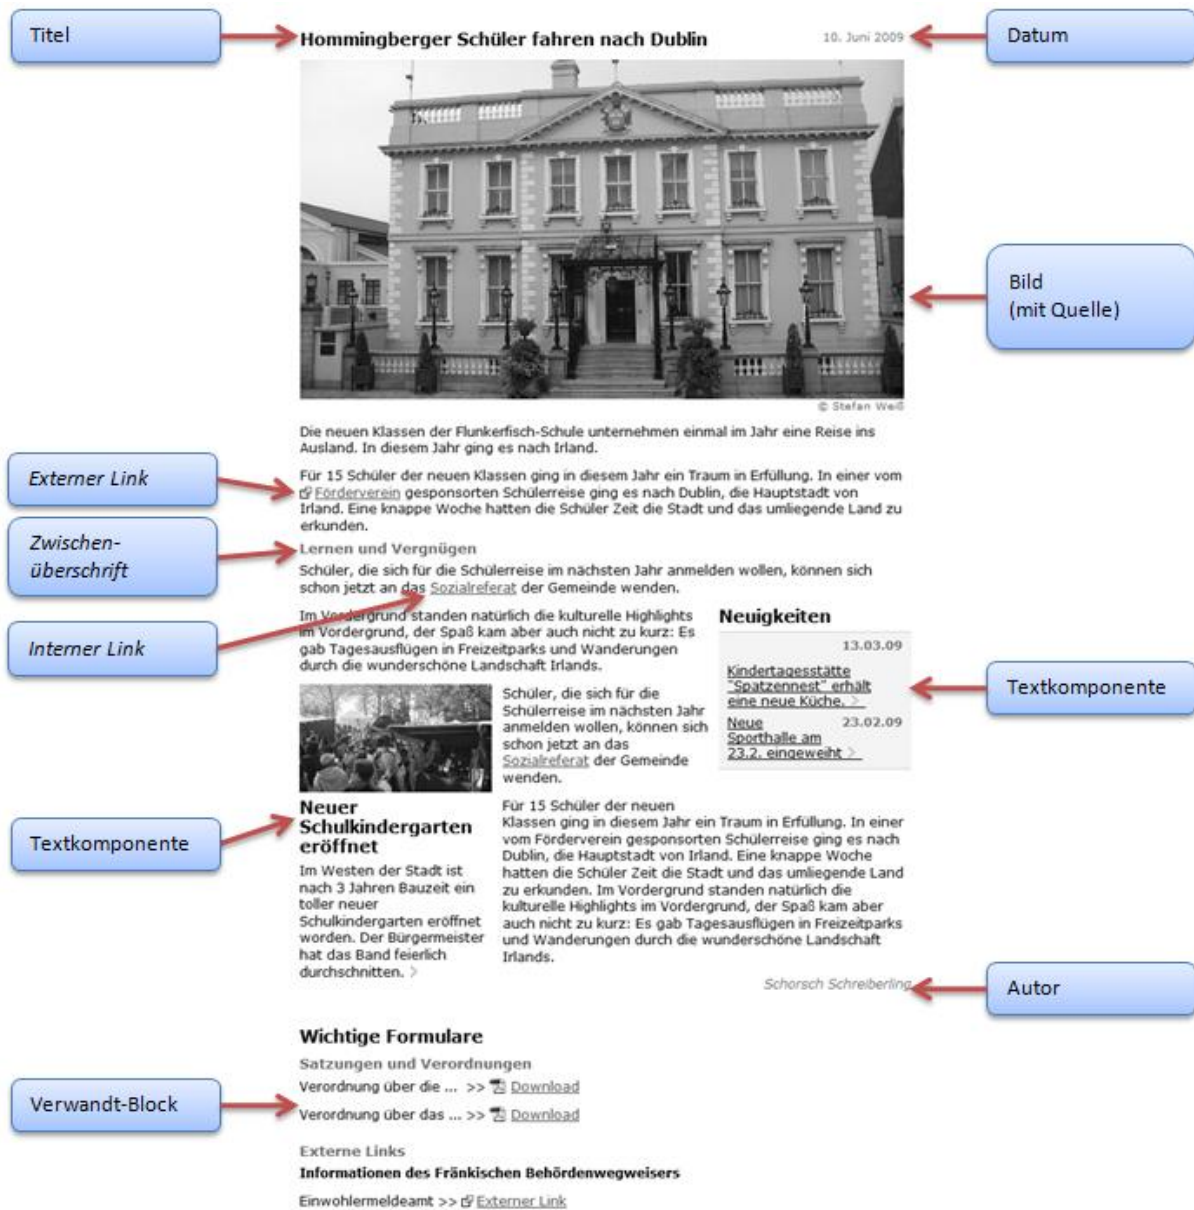 Titel
Hommingberger Schüler fahren nach Dublin
10. Juni 2009
Datum
Bild
(mit Quelle)
© Stefan Weiß
Die neuen Klassen der Flunkerfisch-Schule unternehmen einmal im Jahr eine Reise ins
Ausland. In diesem Jahr ging es nach Irland.
Externer Link
Für 15 Schüler der neuen Klassen ging in diesem Jahr ein Traum in Erfüllung. In einer vom
Förderverein gesponsorten Schülerreise ging es nach Dublin, die Hauptstadt von
Irland. Eine knappe Woche hatten die Schüler Zeit die Stadt und das umliegende Land zu
erkunden.
Zwischen-
überschrift
Lernen und Vergnügen
Schüler, die sich für die Schülerreise im nächsten Jahr anmelden wollen, können sich
schon jetzt an das Sozialreferat der Gemeinde wenden.
Interner Link
Im Vordergrund standen natürlich die kulturelle Highlights
im Vordergrund, der Spaß kam aber auch nicht zu kurz: Es
gab Tagesausflügen in Freizeitparks und Wanderungen
durch die wunderschöne Landschaft Irlands.
Neuigkeiten
13.03.09
Kindertagesstätte
"Spatzennest" erhält
eine neue Küche. >
Neue 23.02.09
Sporthalle am
23.2. eingeweiht >
Textkomponente
Schüler, die sich für die
Schülerreise im nächsten Jahr
anmelden wollen, können sich
schon jetzt an das
Sozialreferat der Gemeinde
wenden.
Textkomponente
Neuer
Schulkindergarten
eröffnet
Im Westen der Stadt ist
nach 3 Jahren Bauzeit ein
toller neuer
Schulkindergarten eröffnet
worden. Der Bürgermeister
hat das Band feierlich
durchschnitten. >
Für 15 Schüler der neuen
Klassen ging in diesem Jahr ein Traum in Erfüllung. In einer
vom Förderverein gesponsorten Schülerreise ging es nach
Dublin, die Hauptstadt von Irland. Eine knappe Woche
hatten die Schüler Zeit die Stadt und das umliegende Land
zu erkunden. Im Vordergrund standen natürlich die
kulturelle Highlights im Vordergrund, der Spaß kam aber
auch nicht zu kurz: Es gab Tagesausflügen in Freizeitparks
und Wanderungen durch die wunderschöne Landschaft
Irlands.
Schorsch Schreiberling
Autor
Wichtige Formulare
Satzungen und Verordnungen
Verwandt-Block
Verordnung über die ... >> Download
Verordnung über das ... >> Download
Externe Links
Informationen des Fränkischen Behördenwegweisers
Einwohlermeldeamt >> Externer Link